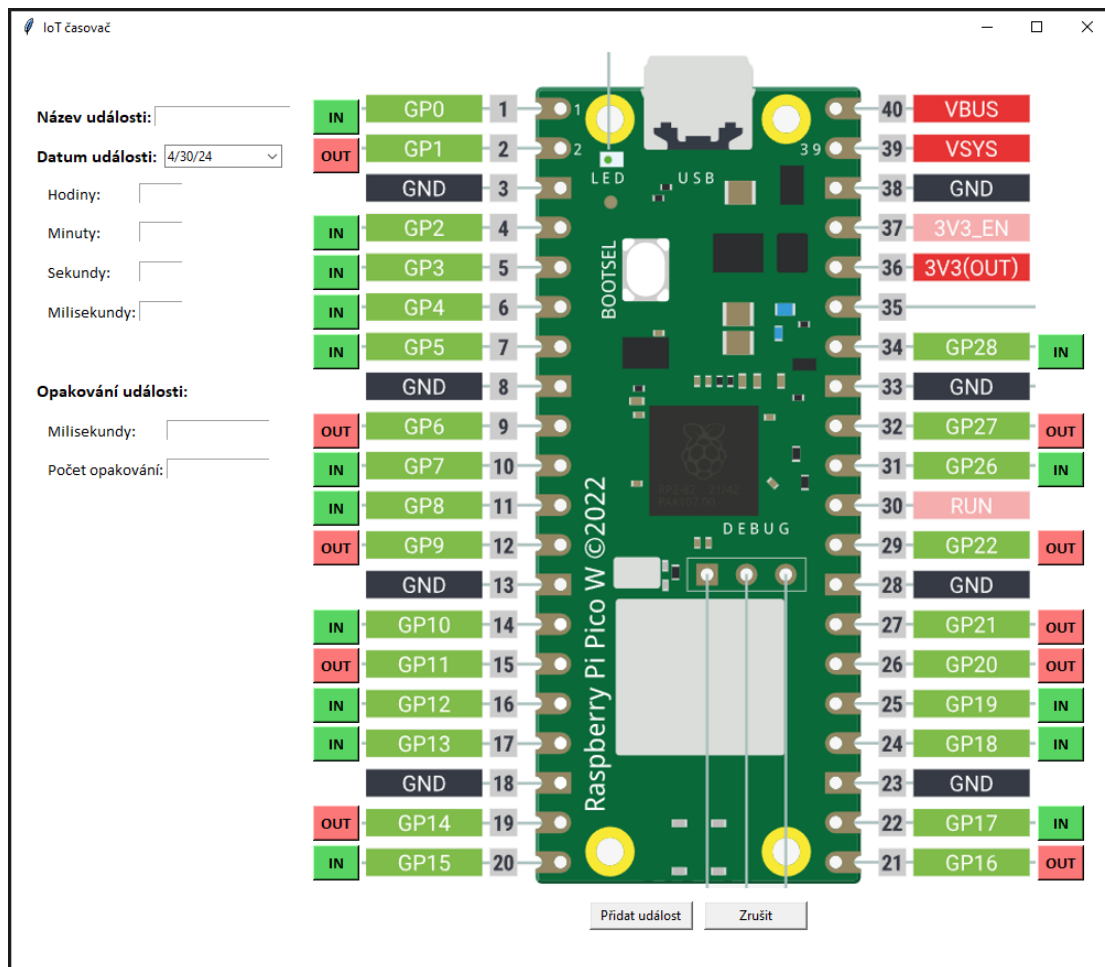 IoT časovač
Název události:
Datum události: 4/30/24
Hodiny:
Minuty:
Sekundy:
Milisekundy:
Opakování události:
Milisekundy:
Počet opakování:
IN GP0 1
OUT GP1 2
GND 3
IN GP2 4
IN GP3 5
IN GP4 6
IN GP5 7
GND 8
OUT GP6 9
IN GP7 10
IN GP8 11
OUT GP9 12
GND 13
IN GP10 14
OUT GP11 15
IN GP12 16
IN GP13 17
GND 18
OUT GP14 19
IN GP15 20
1
2
39
LED
USB
BOOTSEL
DEBUG
Raspberry Pi Pico W ©2022
40 VBUS
39 VSYS
38 GND
37 3V3_EN
36 3V3(OUT)
35
34 GP28 IN
33 GND
32 GP27 OUT
31 GP26 IN
30 RUN
29 GP22 OUT
28 GND
27 GP21 OUT
26 GP20 OUT
25 GP19 IN
24 GP18 IN
23 GND
22 GP17 IN
21 GP16 OUT
Přidat událost
Zrušit